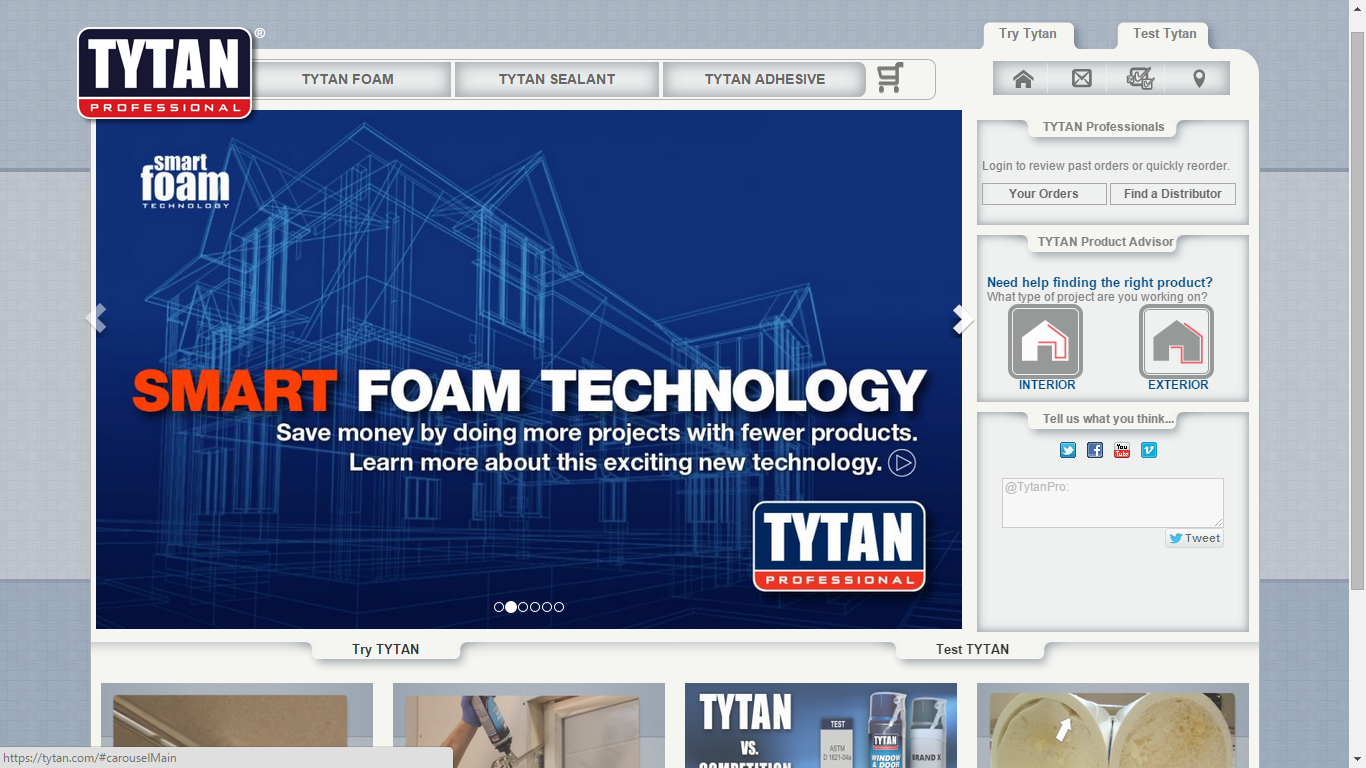 Try Tytan
Test Tytan
TYTAN
PROFESSIONAL
®
TYTAN FOAM
TYTAN SEALANT
TYTAN ADHESIVE
smart
foam
TECHNOLOGY
SMART FOAM TECHNOLOGY
Save money by doing more projects with fewer products.
Learn more about this exciting new technology.
TYTAN
PROFESSIONAL
TYTAN Professionals
Login to review past orders or quickly reorder.
Your Orders
Find a Distributor
TYTAN Product Advisor
Need help finding the right product?
What type of project are you working on?
INTERIOR
EXTERIOR
Tell us what you think...
You
Tube
@TytanPro:
Tweet
Try TYTAN
Test TYTAN
TYTAN
VS.
COMPETITION
TEST
ASTM
D 1621-04a
TYTAN
WINDOW
& DOOR
BRAND X
https://tytan.com/#carouselMain